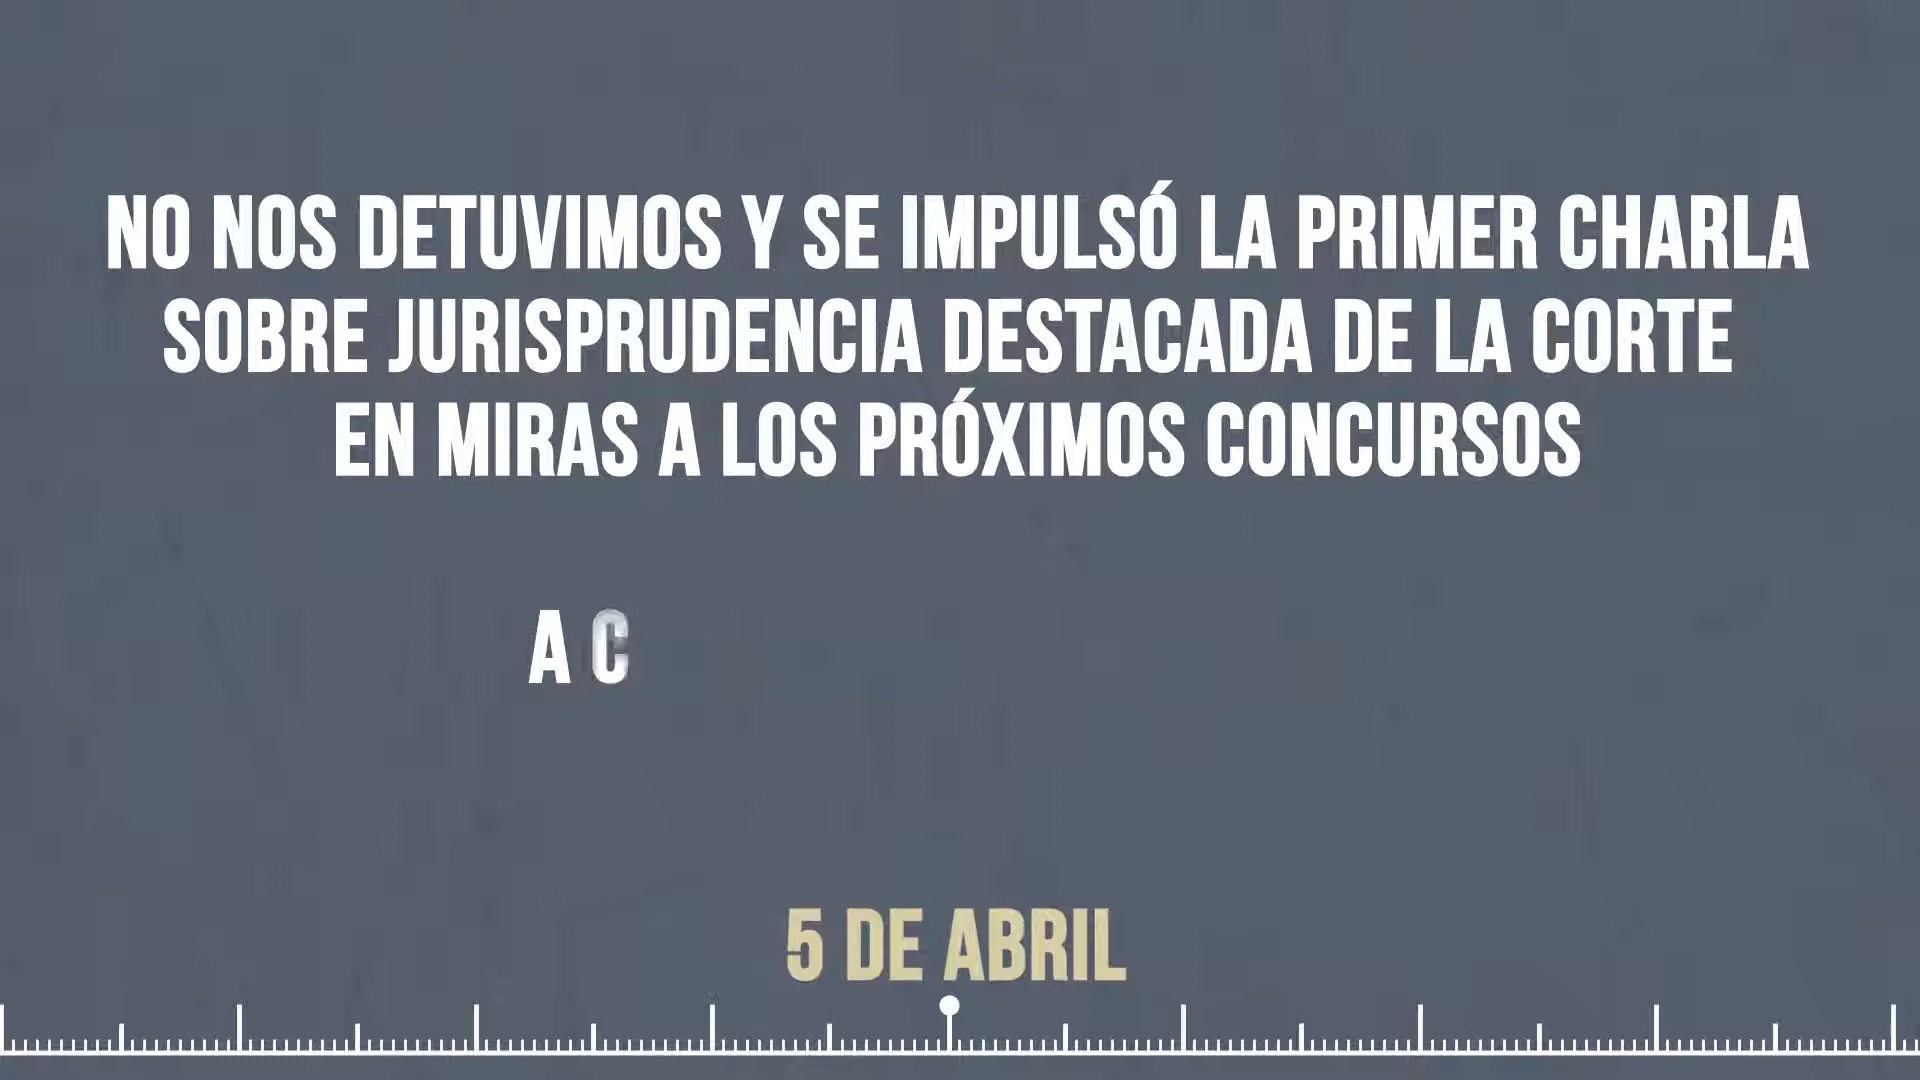 NO NOS DETUVIMOS Y SE IMPULSÓ LA PRIMER CHARLA
SOBRE JURISPRUDENCIA DESTACADA DE LA CORTE
EN MIRAS A LOS PRÓXIMOS CONCURSOS
A C
5 DE ABRIL